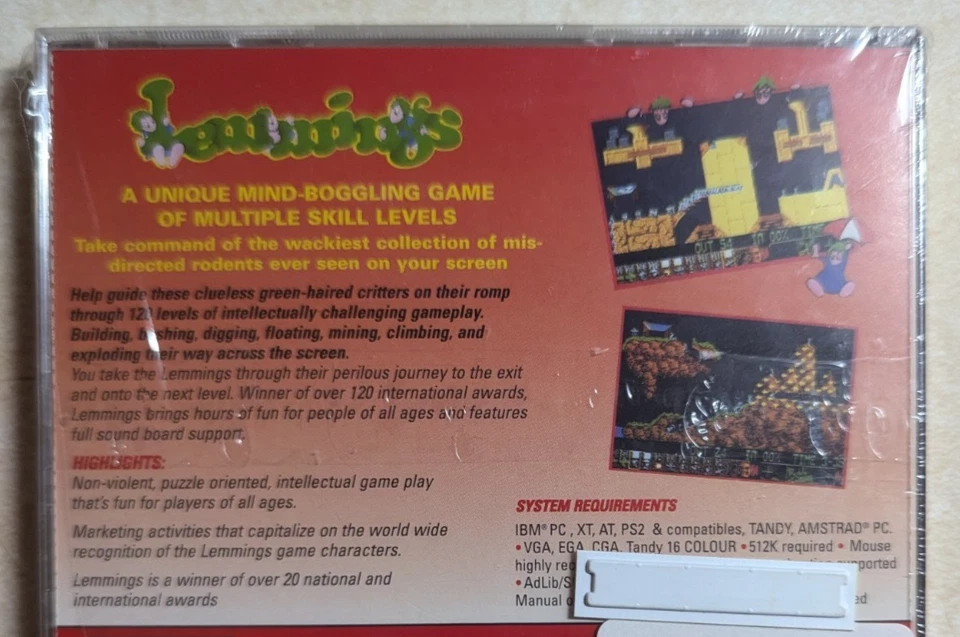 Lemmings
A UNIQUE MIND-BOGGLING GAME
OF MULTIPLE SKILL LEVELS
Take command of the wackiest collection of mis-
directed rodents ever seen on your screen
Help guide these clueless green-haired critters on their romp
through 120 levels of intellectually challenging gameplay.
Building, bashing, digging, floating, mining, climbing, and
exploding their way across the screen.
You take the Lemmings through their perilous journey to the exit
and onto the next level. Winner of over 120 international awards,
Lemmings brings hours of fun for people of all ages and features
full sound board support.
HIGHLIGHTS:
Non-violent, puzzle oriented, intellectual game play
that's fun for players of all ages.
Marketing activities that capitalize on the world wide
recognition of the Lemmings game characters.
Lemmings is a winner of over 20 national and
international awards
OUT 54 IN 00%
SYSTEM REQUIREMENTS
IBM® PC, XT, AT, PS2 & compatibles, TANDY, AMSTRAD® PC.
• VGA, EGA, CGA, Tandy 16 COLOUR • 512K required • Mouse
highly supported
• AdLib/S
Manual